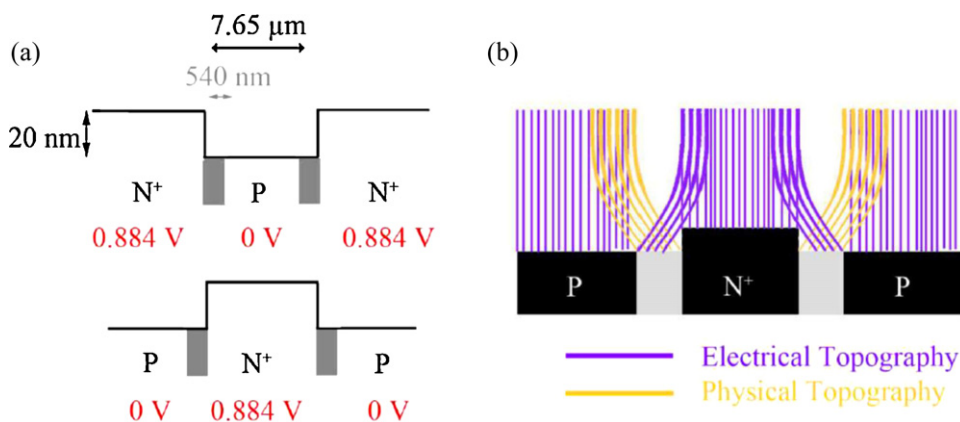 (a)
7.65 µm
540 nm
20 nm
N⁺ P N⁺
0.884 V 0 V 0.884 V
P N⁺ P
0 V 0.884 V 0 V
(b)
P N⁺ P
Electrical Topography
Physical Topography